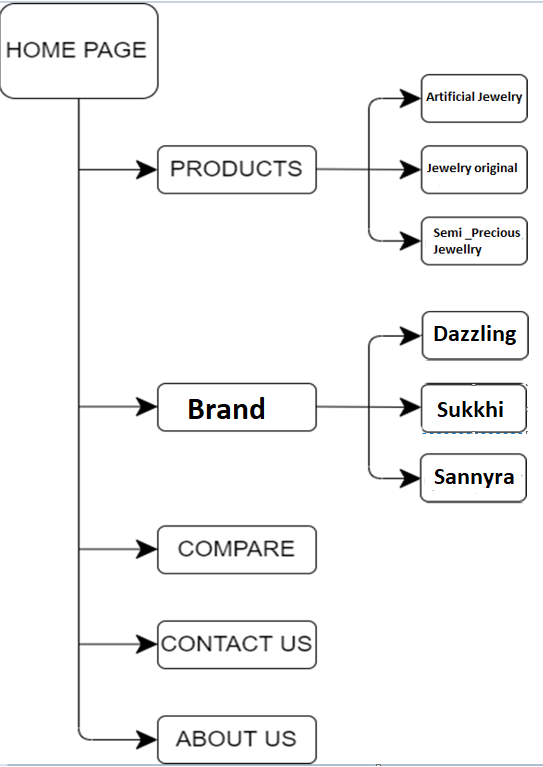 HOME PAGE
PRODUCTS
Artificial Jewelry
Jewelry original
Semi _Precious
Jewellry
Brand
Dazzling
Sukkhi
Sannyra
COMPARE
CONTACT US
ABOUT US